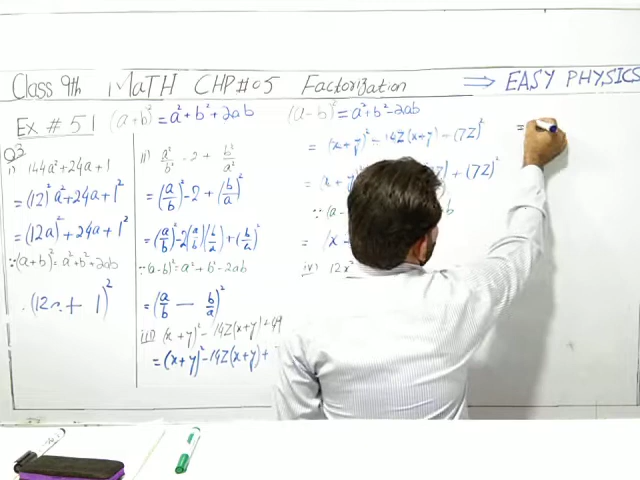 Class 9th MaTH CHP#05 Factorization ⇒ EASY PHYSICS
Ex # 5 1 (a+b)² = a² + b² + 2ab
(a-b)² = a² + b² - 2ab
Q3
i) 144a² + 24a + 1
= (12)² a² + 24a + 1²
= (12a)² + 24a + 1²
∵ (a+b)² = a² + b² + 2ab
(12a + 1)²
ii) a²/b² - 2 + b²/a²
= (a/b)² - 2 + (b/a)²
= (a/b)² - 2(a/b)(b/a) + (b/a)²
∵ (a-b)² = a² + b² - 2ab
= (a/b — b/a)²
iii) (x+y)² - 14Z(x+y) + 49
= (x+y)² - 14Z(x+y) +
= (x+y)² - 14Z(x+y) - (7Z)²
= (x+y) + (7Z)²
∵ (a- b
= (x
iv) 12x²
=